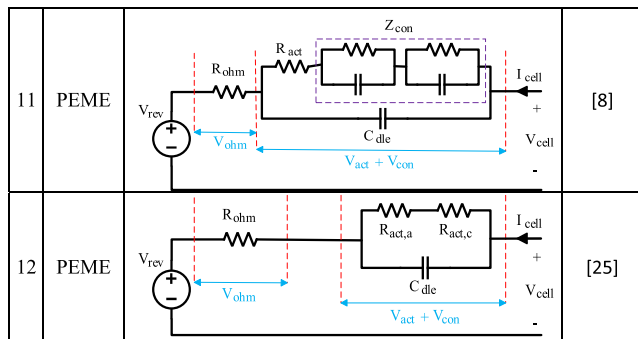 Z con
R act
R ohm
I cell
11 PEME
V rev
+
-
V ohm
C dle
V act + V con
+
V cell
-
[8]
R ohm
R act,a
R act,c
I cell
12 PEME
V rev
+
-
V ohm
C dle
V act + V con
+
V cell
-
[25]